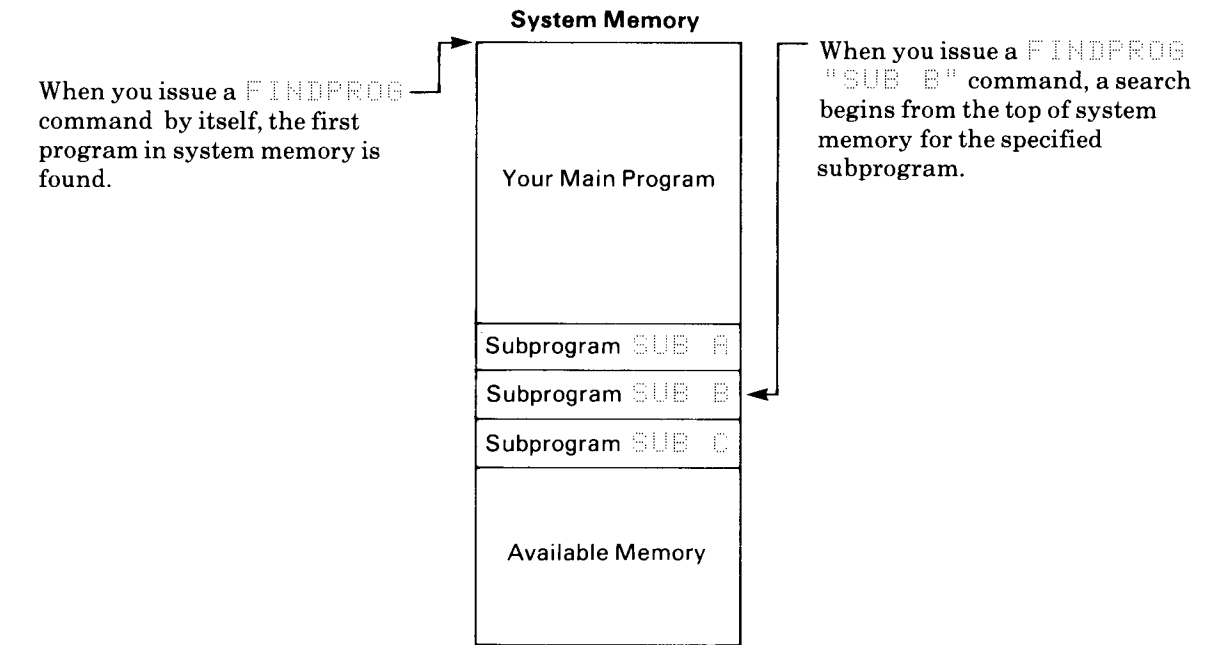 System Memory
When you issue a FINDPROG
command by itself, the first
program in system memory is
found.
When you issue a FINDPROG
"SUB B" command, a search
begins from the top of system
memory for the specified
subprogram.
Your Main Program
Subprogram SUB A
Subprogram SUB B
Subprogram SUB C
Available Memory